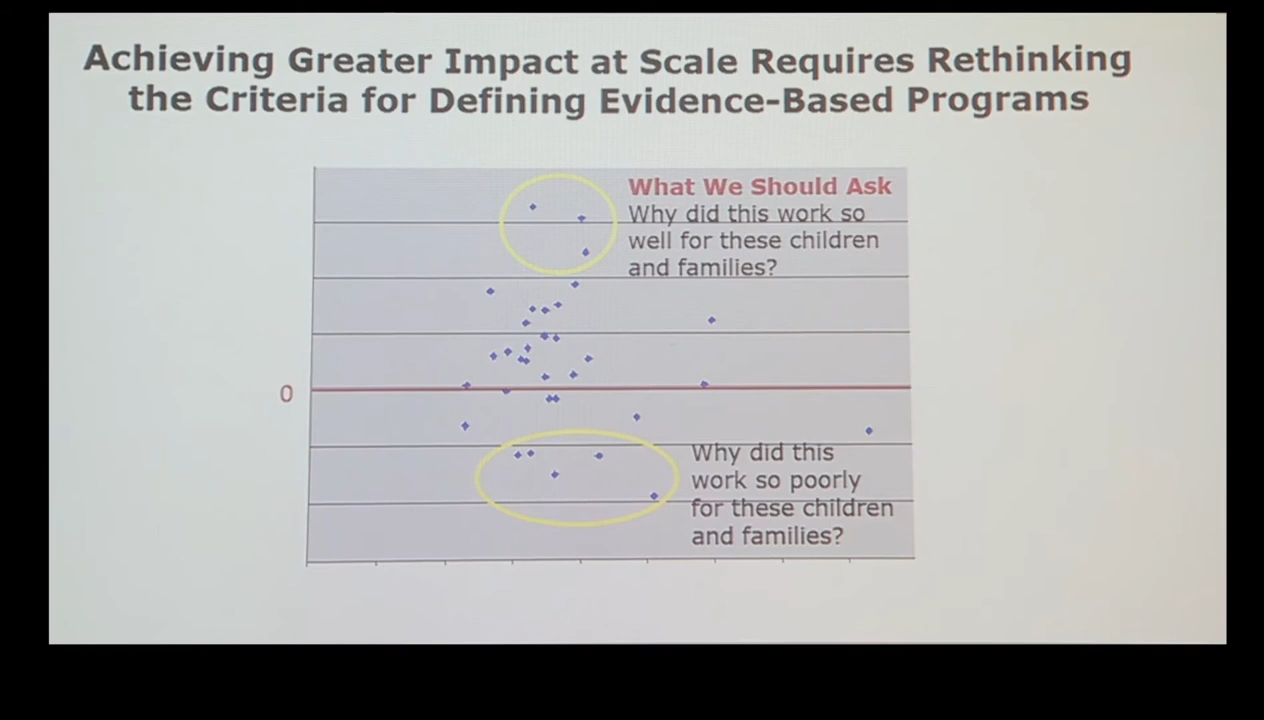 Achieving Greater Impact at Scale Requires Rethinking
the Criteria for Defining Evidence-Based Programs
What We Should Ask
Why did this work so
well for these children
and families?
0
Why did this
work so poorly
for these children
and families?